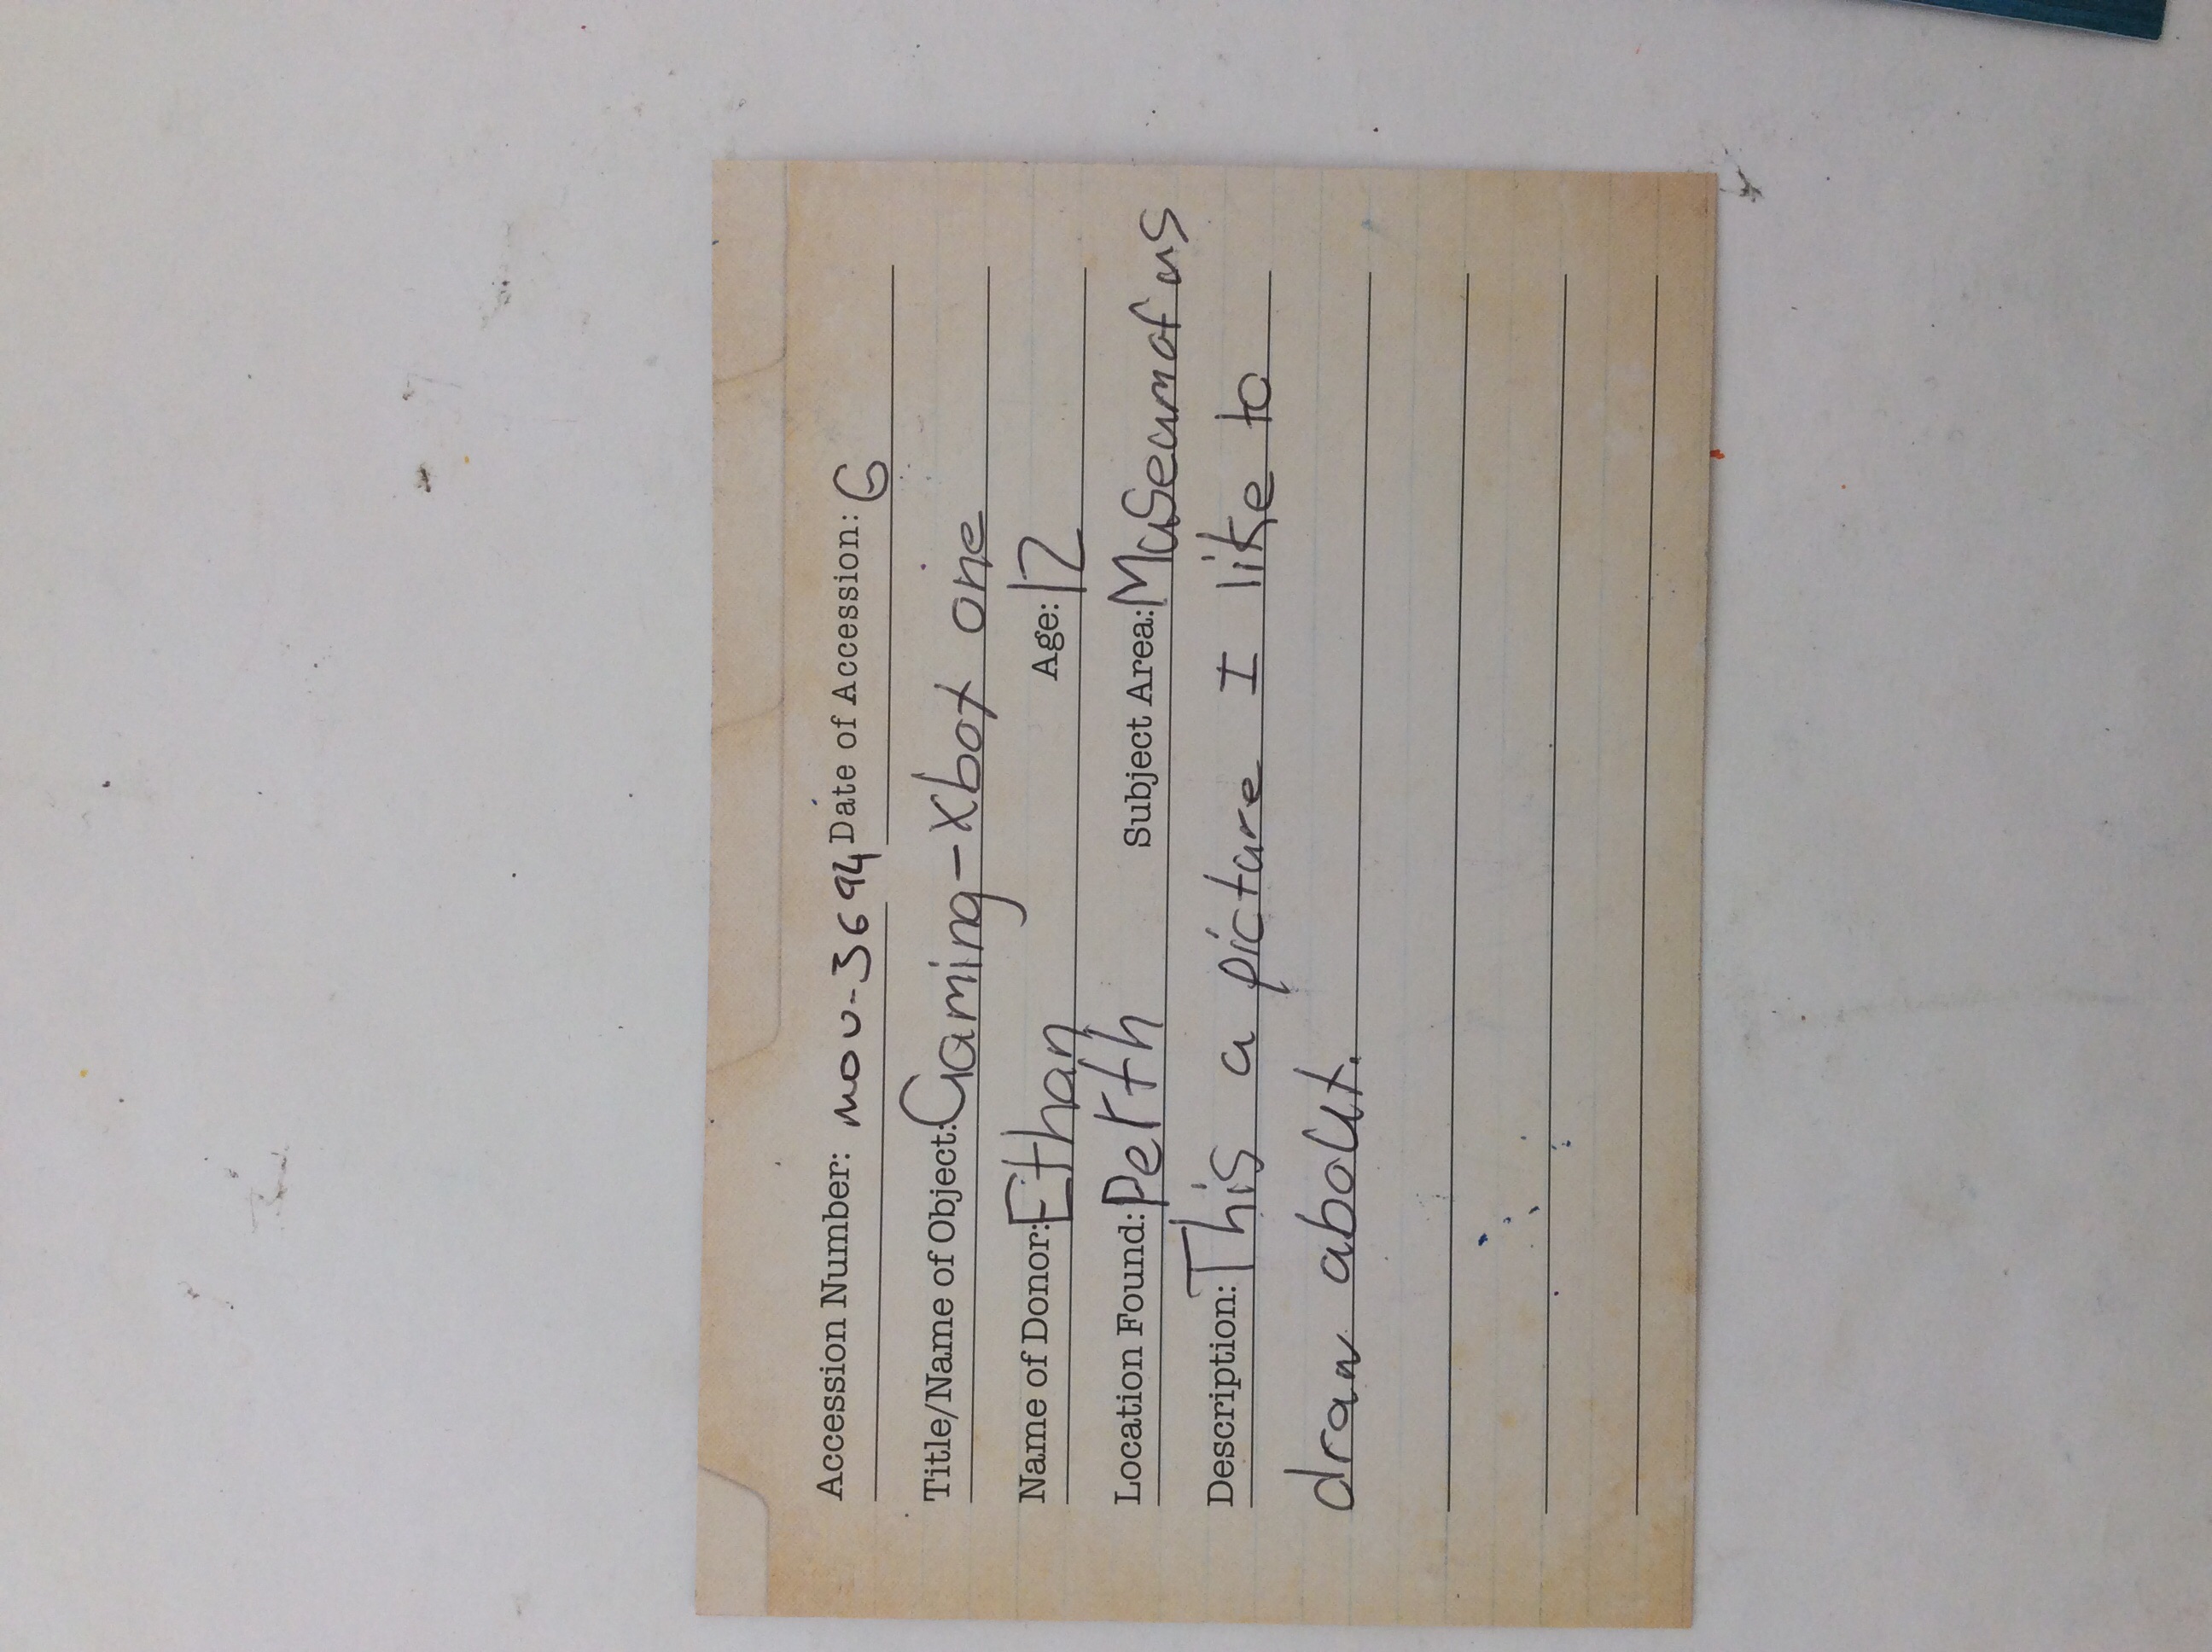 Accession Number: MOU-3694 Date of Accession: 6
Title/Name of Object: Gaming-Xbox one
Name of Donor: Ethan Age: 12
Location Found: Perth Subject Area: Museum of us
Description: This a picture I like to
draw about.